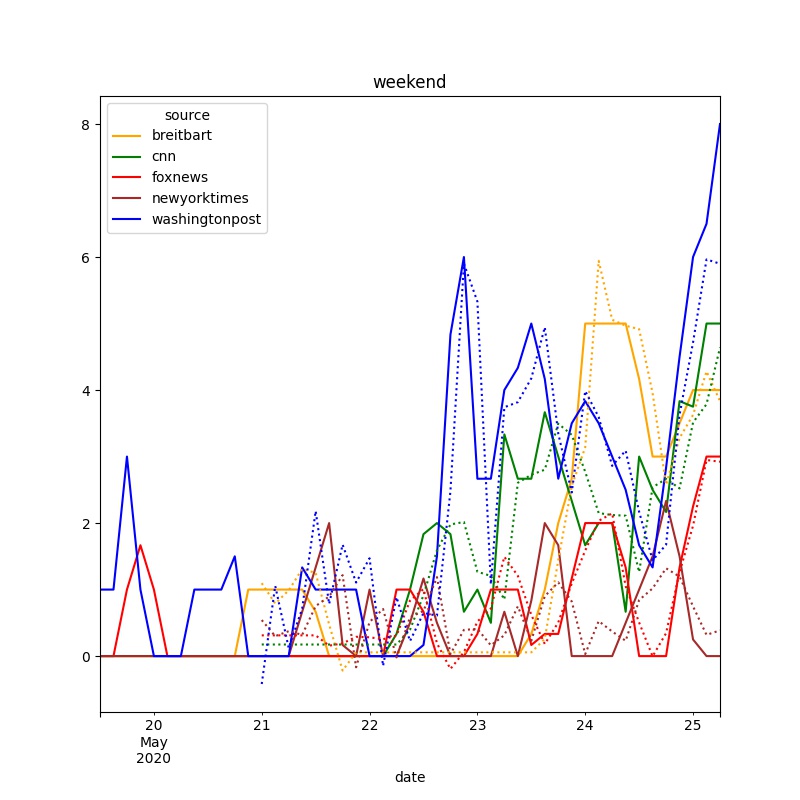 weekend
source
breitbart
cnn
foxnews
newyorktimes
washingtonpost
8
6
4
2
0
20 21 22 23 24 25
May
2020
date